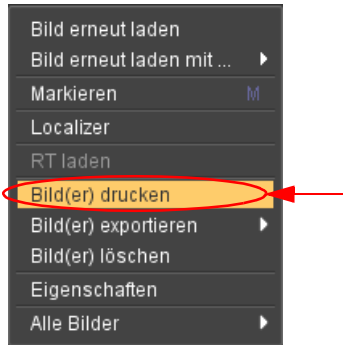 Bild erneut laden
Bild erneut laden mit ...
Markieren M
Localizer
RT laden
Bild(er) drucken
Bild(er) exportieren
Bild(er) löschen
Eigenschaften
Alle Bilder